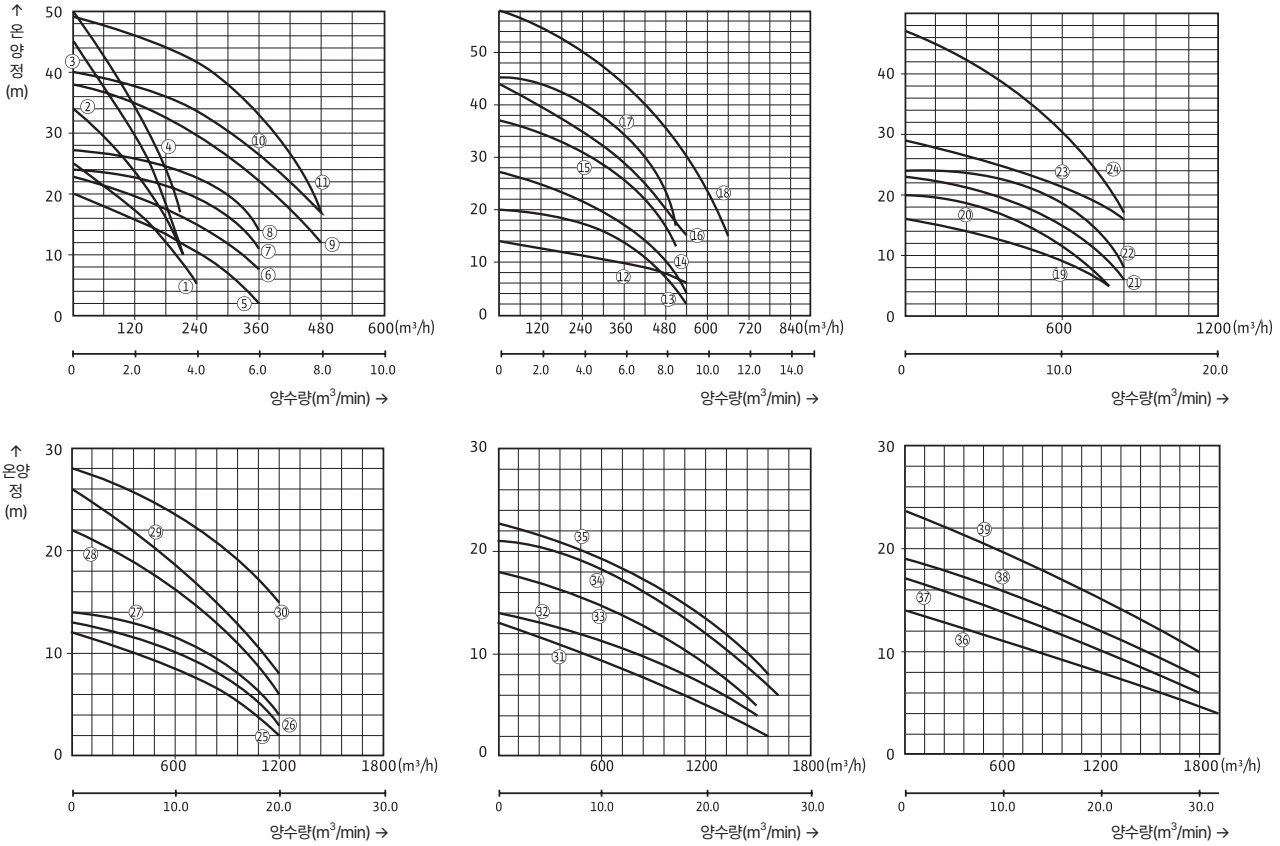 ↑
온
양
정
(m)
50
40
30
20
10
0
③
②
④
⑩
⑪
⑧
⑨
⑦
⑥
①
⑤
120 240 360 480 600(m³/h)
0 2.0 4.0 6.0 8.0 10.0
양수량(m³/min) →
50
40
30
20
10
0
⑰
⑮
⑱
⑯
⑭
⑫
⑬
120 240 360 480 600 720 840(m³/h)
0 2.0 4.0 6.0 8.0 10.0 12.0 14.0
양수량(m³/min) →
40
30
20
10
0
㉓
㉔
⑳
㉒
⑲
㉑
600 1200(m³/h)
0 10.0 20.0
양수량(m³/min) →
↑
온양
정
(m)
30
20
10
0
㉙
㉘
㉗
㉚
㉖
㉕
600 1200 1800(m³/h)
0 10.0 20.0 30.0
양수량(m³/min) →
30
20
10
0
㉟
㉞
㉜
㉝
㉛
600 1200 1800(m³/h)
0 10.0 20.0 30.0
양수량(m³/min) →
30
20
10
0
㊴
㊳
㊲
㊱
600 1200 1800(m³/h)
0 10.0 20.0 30.0
양수량(m³/min) →